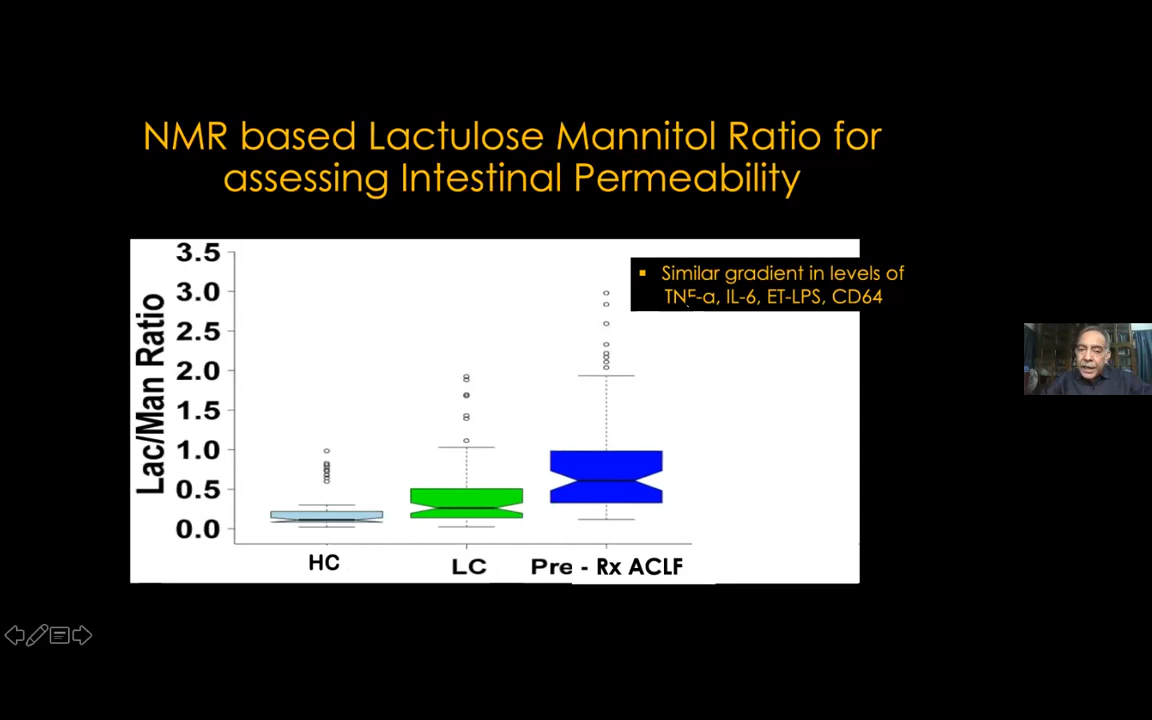 NMR based Lactulose Mannitol Ratio for
assessing Intestinal Permeability
▪ Similar gradient in levels of
TNF-α, IL-6, ET-LPS, CD64
Lac/Man Ratio
3.5
3.0
2.5
2.0
1.5
1.0
0.5
0.0
HC LC Pre - Rx ACLF